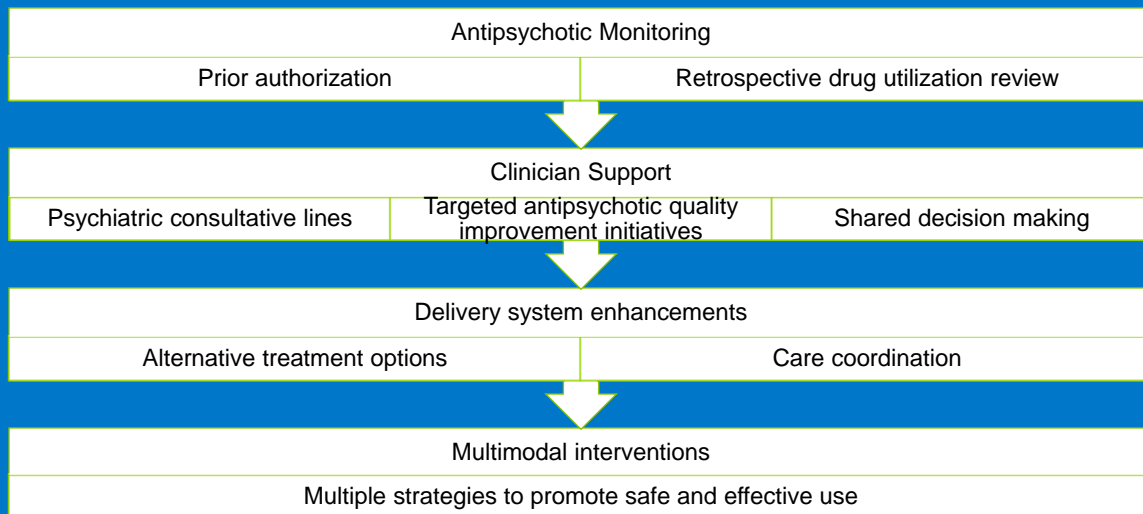 Antipsychotic Monitoring
Prior authorization
Retrospective drug utilization review
Clinician Support
Psychiatric consultative lines
Targeted antipsychotic quality
improvement initiatives
Shared decision making
Delivery system enhancements
Alternative treatment options
Care coordination
Multimodal interventions
Multiple strategies to promote safe and effective use